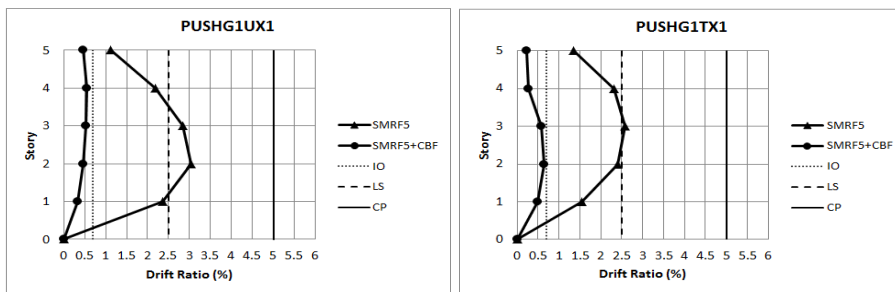 PUSHG1UX1
5
4
3
2
1
0
Story
0 0.5 1 1.5 2 2.5 3 3.5 4 4.5 5 5.5 6
Drift Ratio (%)
SMRF5
SMRF5+CBF
IO
LS
CP
PUSHG1TX1
5
4
3
2
1
0
Story
0 0.5 1 1.5 2 2.5 3 3.5 4 4.5 5 5.5 6
Drift Ratio (%)
SMRF5
SMRF5+CBF
IO
LS
CP